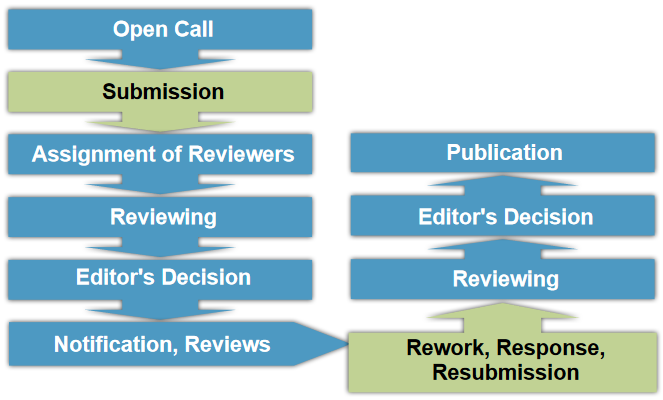 Open Call
Submission
Assignment of Reviewers
Reviewing
Editor's Decision
Notification, Reviews
Rework, Response,
Resubmission
Reviewing
Editor's Decision
Publication